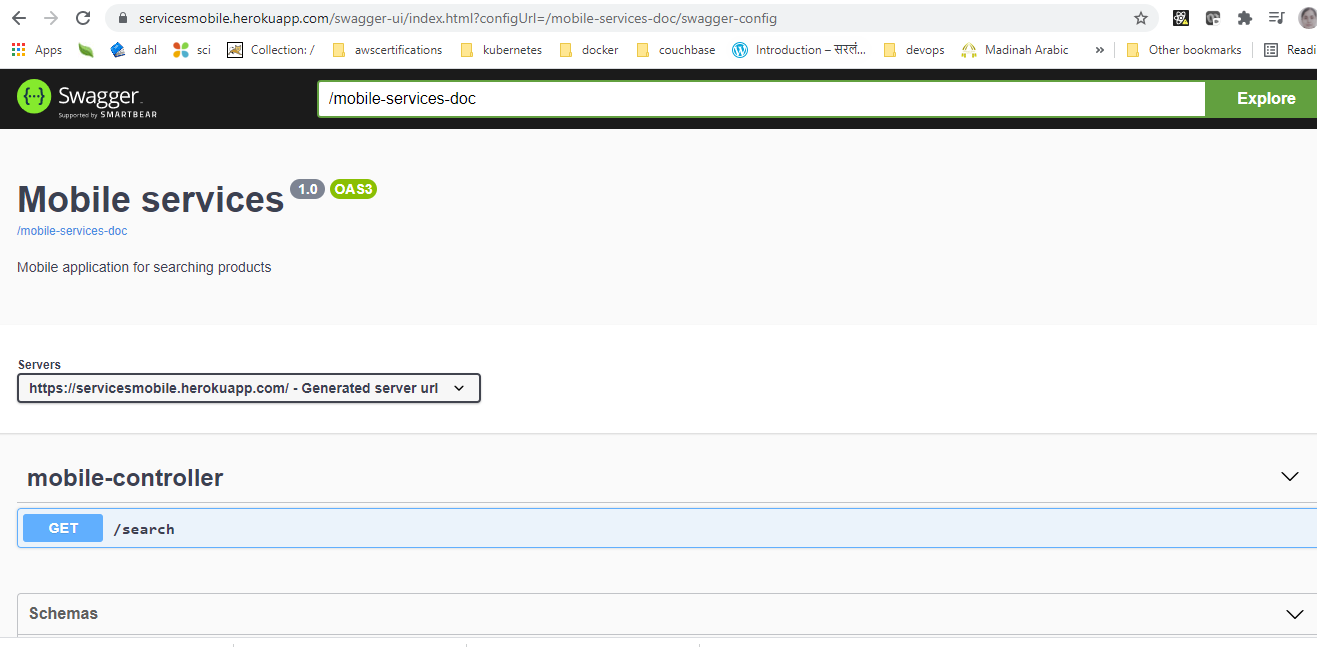 servicesmobile.herokuapp.com/swagger-ui/index.html?configUrl=/mobile-services-doc/swagger-config
Apps dahl sci Collection: / awscertifications kubernetes docker couchbase Introduction – सरलं... devops Madinah Arabic » Other bookmarks Readi
{...} Swagger
Supported by SMARTBEAR
/mobile-services-doc
Explore
Mobile services 1.0 OAS3
/mobile-services-doc
Mobile application for searching products
Servers
https://servicesmobile.herokuapp.com/ - Generated server url
mobile-controller
GET /search
Schemas